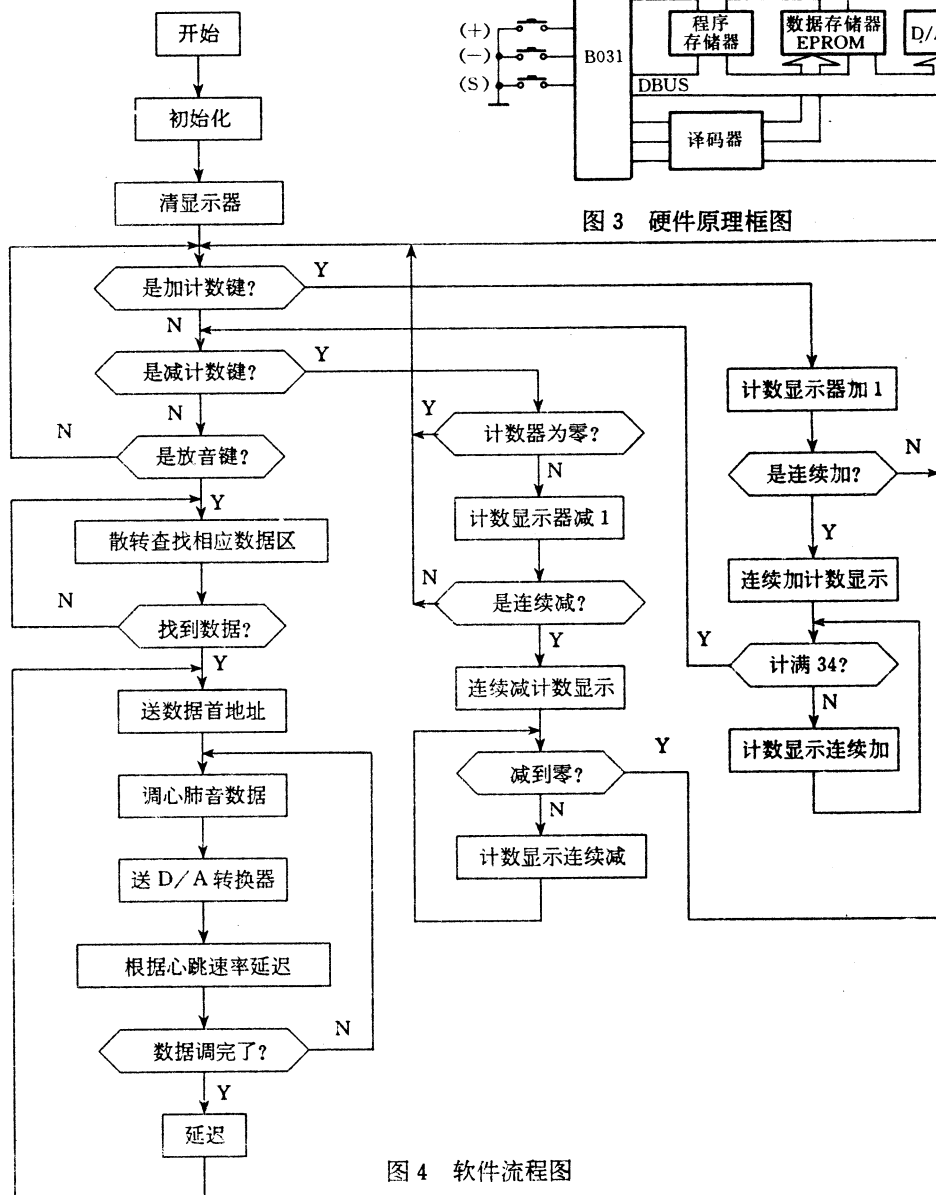 开始
初始化
清显示器
是加计数键?
Y
N
是减计数键?
Y
N
是放音键?
N
Y
散转查找相应数据区
找到数据?
N
Y
送数据首地址
调心肺音数据
送 D/A 转换器
根据心跳速率延迟
数据调完了?
N
Y
延迟
计数器为零?
Y
N
计数显示器减 1
是连续减?
N
Y
连续减计数显示
减到零?
Y
N
计数显示连续减
计数显示器加 1
是连续加?
N
Y
连续加计数显示
计满 34?
Y
N
计数显示连续加
图 4 软件流程图
(+)
(-)
(S)
B031
程序
存储器
数据存储器
EPROM
D/
DBUS
译码器
图 3 硬件原理框图